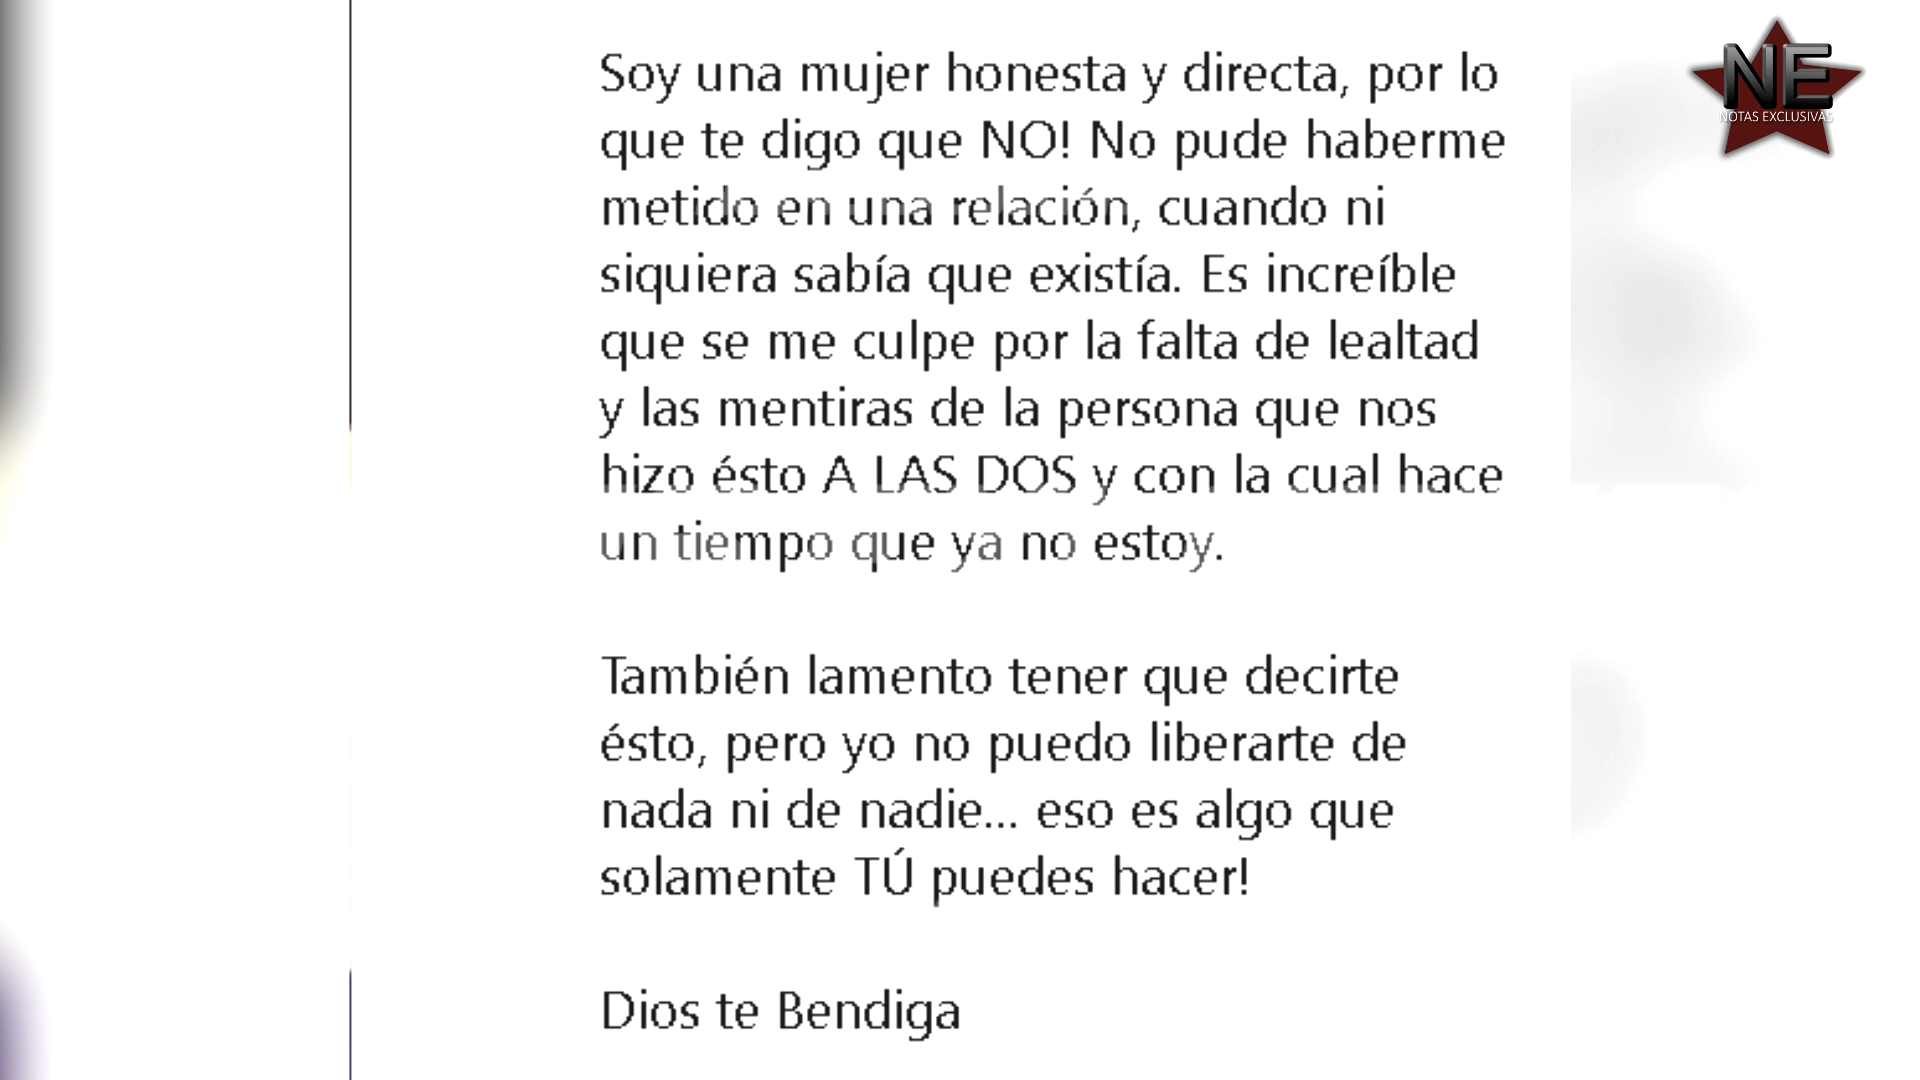 Soy una mujer honesta y directa, por lo
que te digo que NO! No pude haberme
metido en una relación, cuando ni
siquiera sabía que existía. Es increíble
que se me culpe por la falta de lealtad
y las mentiras de la persona que nos
hizo ésto A LAS DOS y con la cual hace
un tiempo que ya no estoy.
También lamento tener que decirte
ésto, pero yo no puedo liberarte de
nada ni de nadie... eso es algo que
solamente TÚ puedes hacer!
Dios te Bendiga
NE
NOTAS EXCLUSIVAS